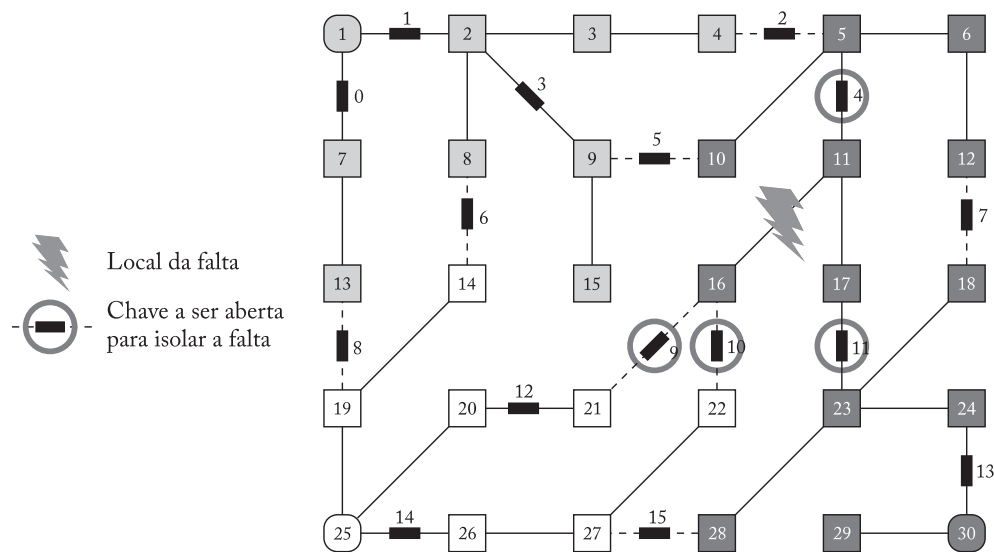 1 2
1 2 3 4 5 6
0 3 4
5
7 8 9 10 11 12
6 7
Local da falta
13 14 15 16 17 18
Chave a ser aberta
para isolar a falta
8 9 10 11
12
19 20 21 22 23 24
13
14 15
25 26 27 28 29 30